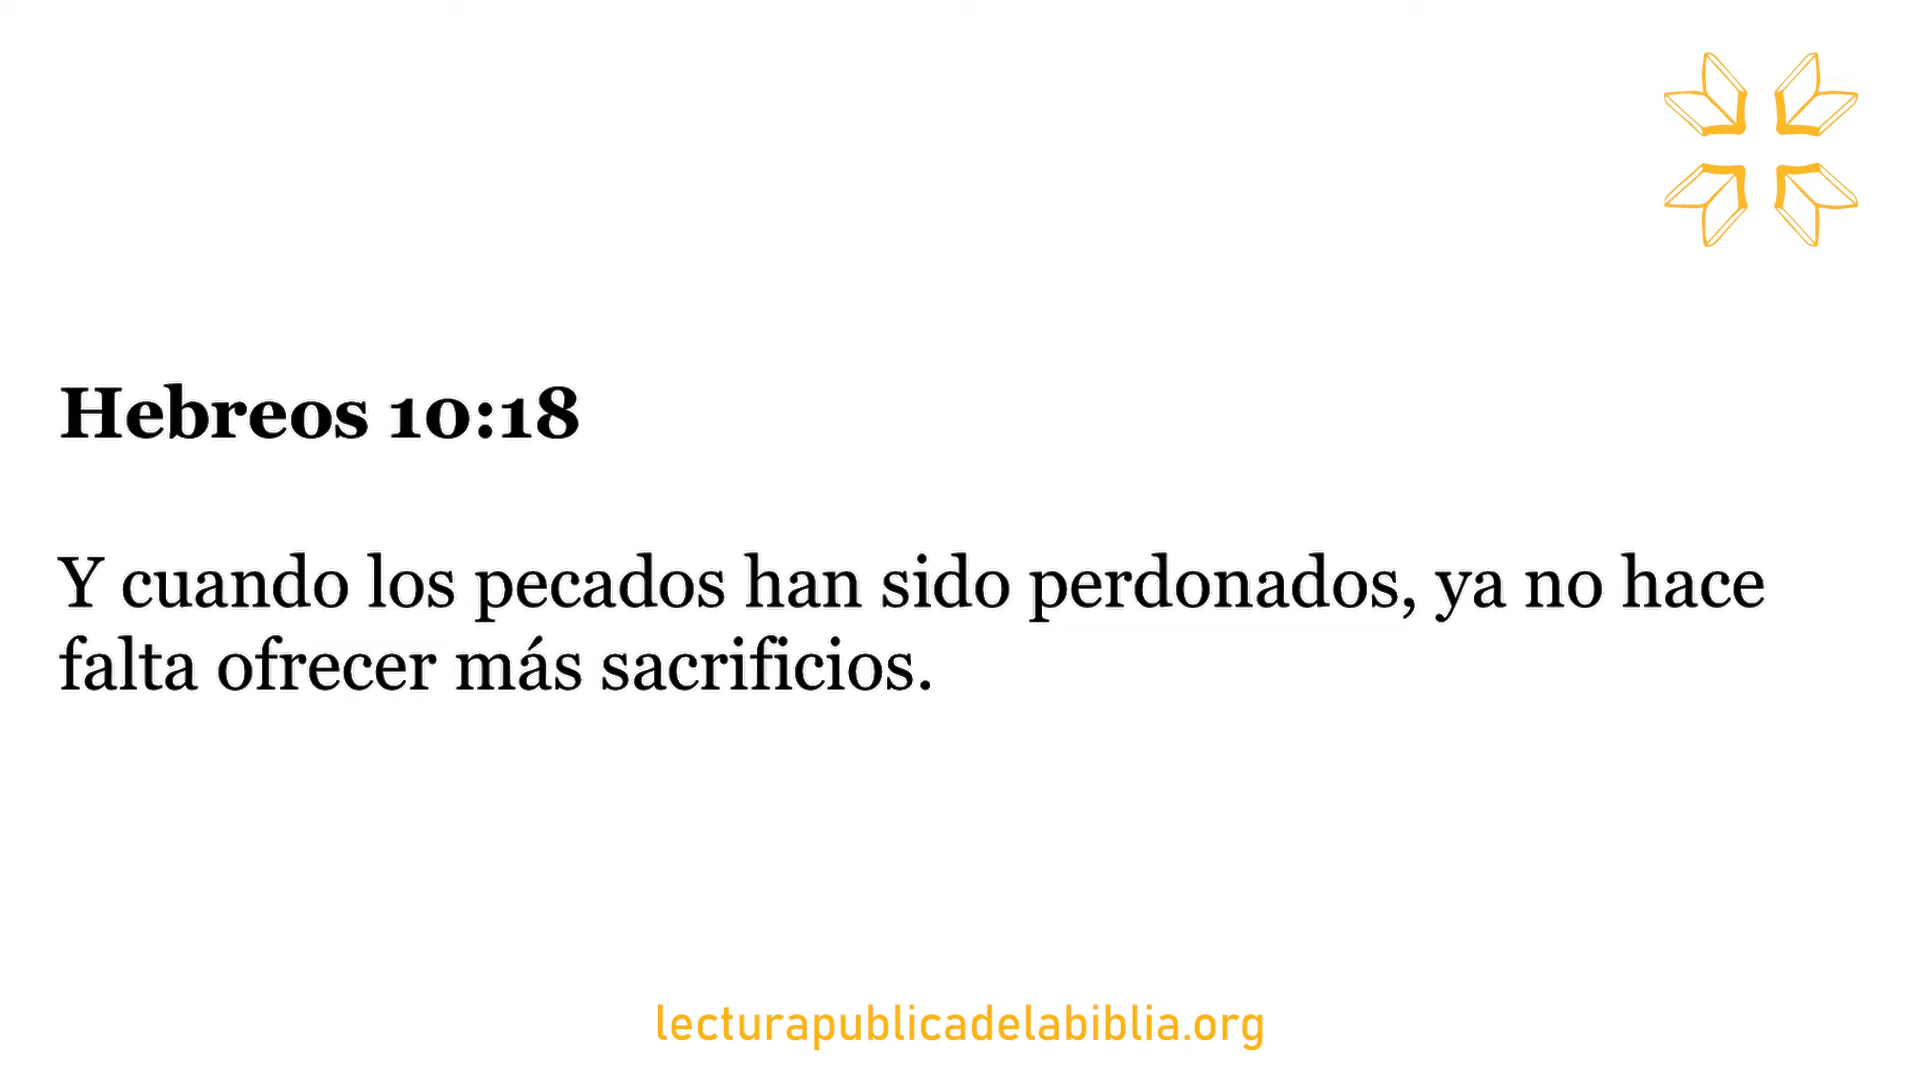 Hebreos 10:18
Y cuando los pecados han sido perdonados, ya no hace
falta ofrecer más sacrificios.
lecturapublicadelabiblia.org